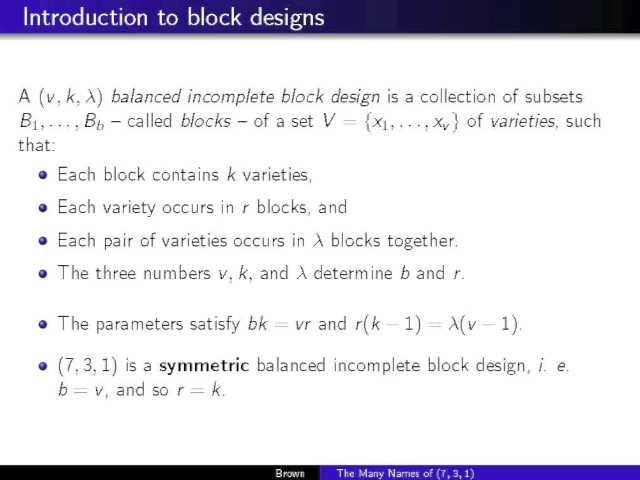 Introduction to block designs
A (v, k, λ) balanced incomplete block design is a collection of subsets
B₁, . . . , B_b – called blocks – of a set V = {x₁, . . . , x_v} of varieties, such
that:
Each block contains k varieties,
Each variety occurs in r blocks, and
Each pair of varieties occurs in λ blocks together.
The three numbers v, k, and λ determine b and r.
The parameters satisfy bk = vr and r(k − 1) = λ(v − 1).
(7, 3, 1) is a symmetric balanced incomplete block design, i. e.
b = v, and so r = k.
Brown The Many Names of (7, 3, 1)